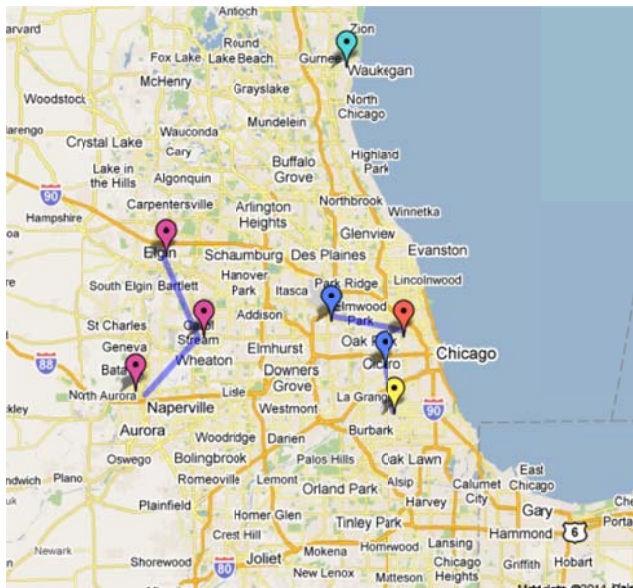 Antioch
Zion
Harvard
Round
Lake Beach
Fox Lake
Gurnee
Waukegan
McHenry
Grayslake
Woodstock
North
Chicago
Mundelein
Marengo
Wauconda
Crystal Lake
Cary
Highland
Park
Buffalo
Grove
Lake in
the Hills
Algonquin
90
Carpentersville
Northbrook
Winnetka
Arlington
Heights
Hampshire
Glenview
Evanston
Elgin
Schaumburg
Des Plaines
Hanover
Park
Park Ridge
Lincolnwood
South Elgin
Bartlett
Itasca
Elmwood
Park
Addison
St Charles
Carol
Stream
Oak Park
Geneva
Wheaton
Elmhurst
Chicago
88
Cicero
Downers
Grove
North Aurora
Lisle
La Grange
Naperville
Westmont
90
Aurora
Burbank
Woodridge
Darien
Oswego
Bolingbrook
Palos Hills
Oak Lawn
East
Chicago
Plano
Romeoville
Lemont
Alsip
Calumet
City
Orland Park
Plainfield
Harvey
Gary
Homer Glen
Tinley Park
Hammond
6
Crest Hill
Lansing
Newark
Mokena
Homewood
Griffith
Hobart
Shorewood
Joliet
Chicago
Heights
80
New Lenox
Matteson